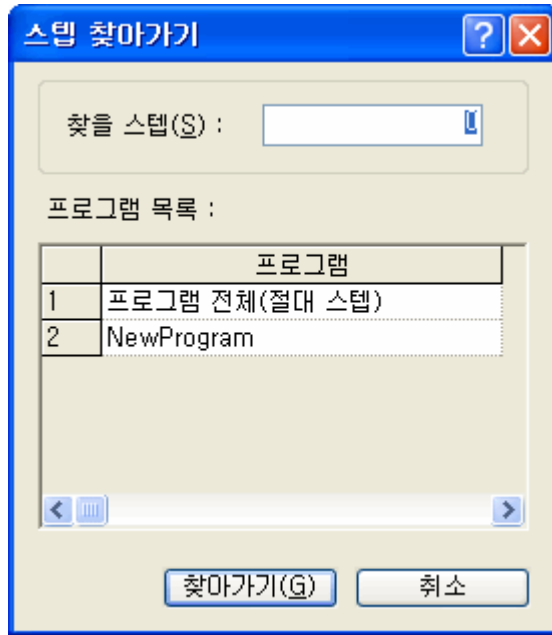 스텝 찾아가기
찾을 스텝(S) : 0
프로그램 목록 :
프로그램
1 프로그램 전체(절대 스텝)
2 NewProgram
찾아가기(G) 취소